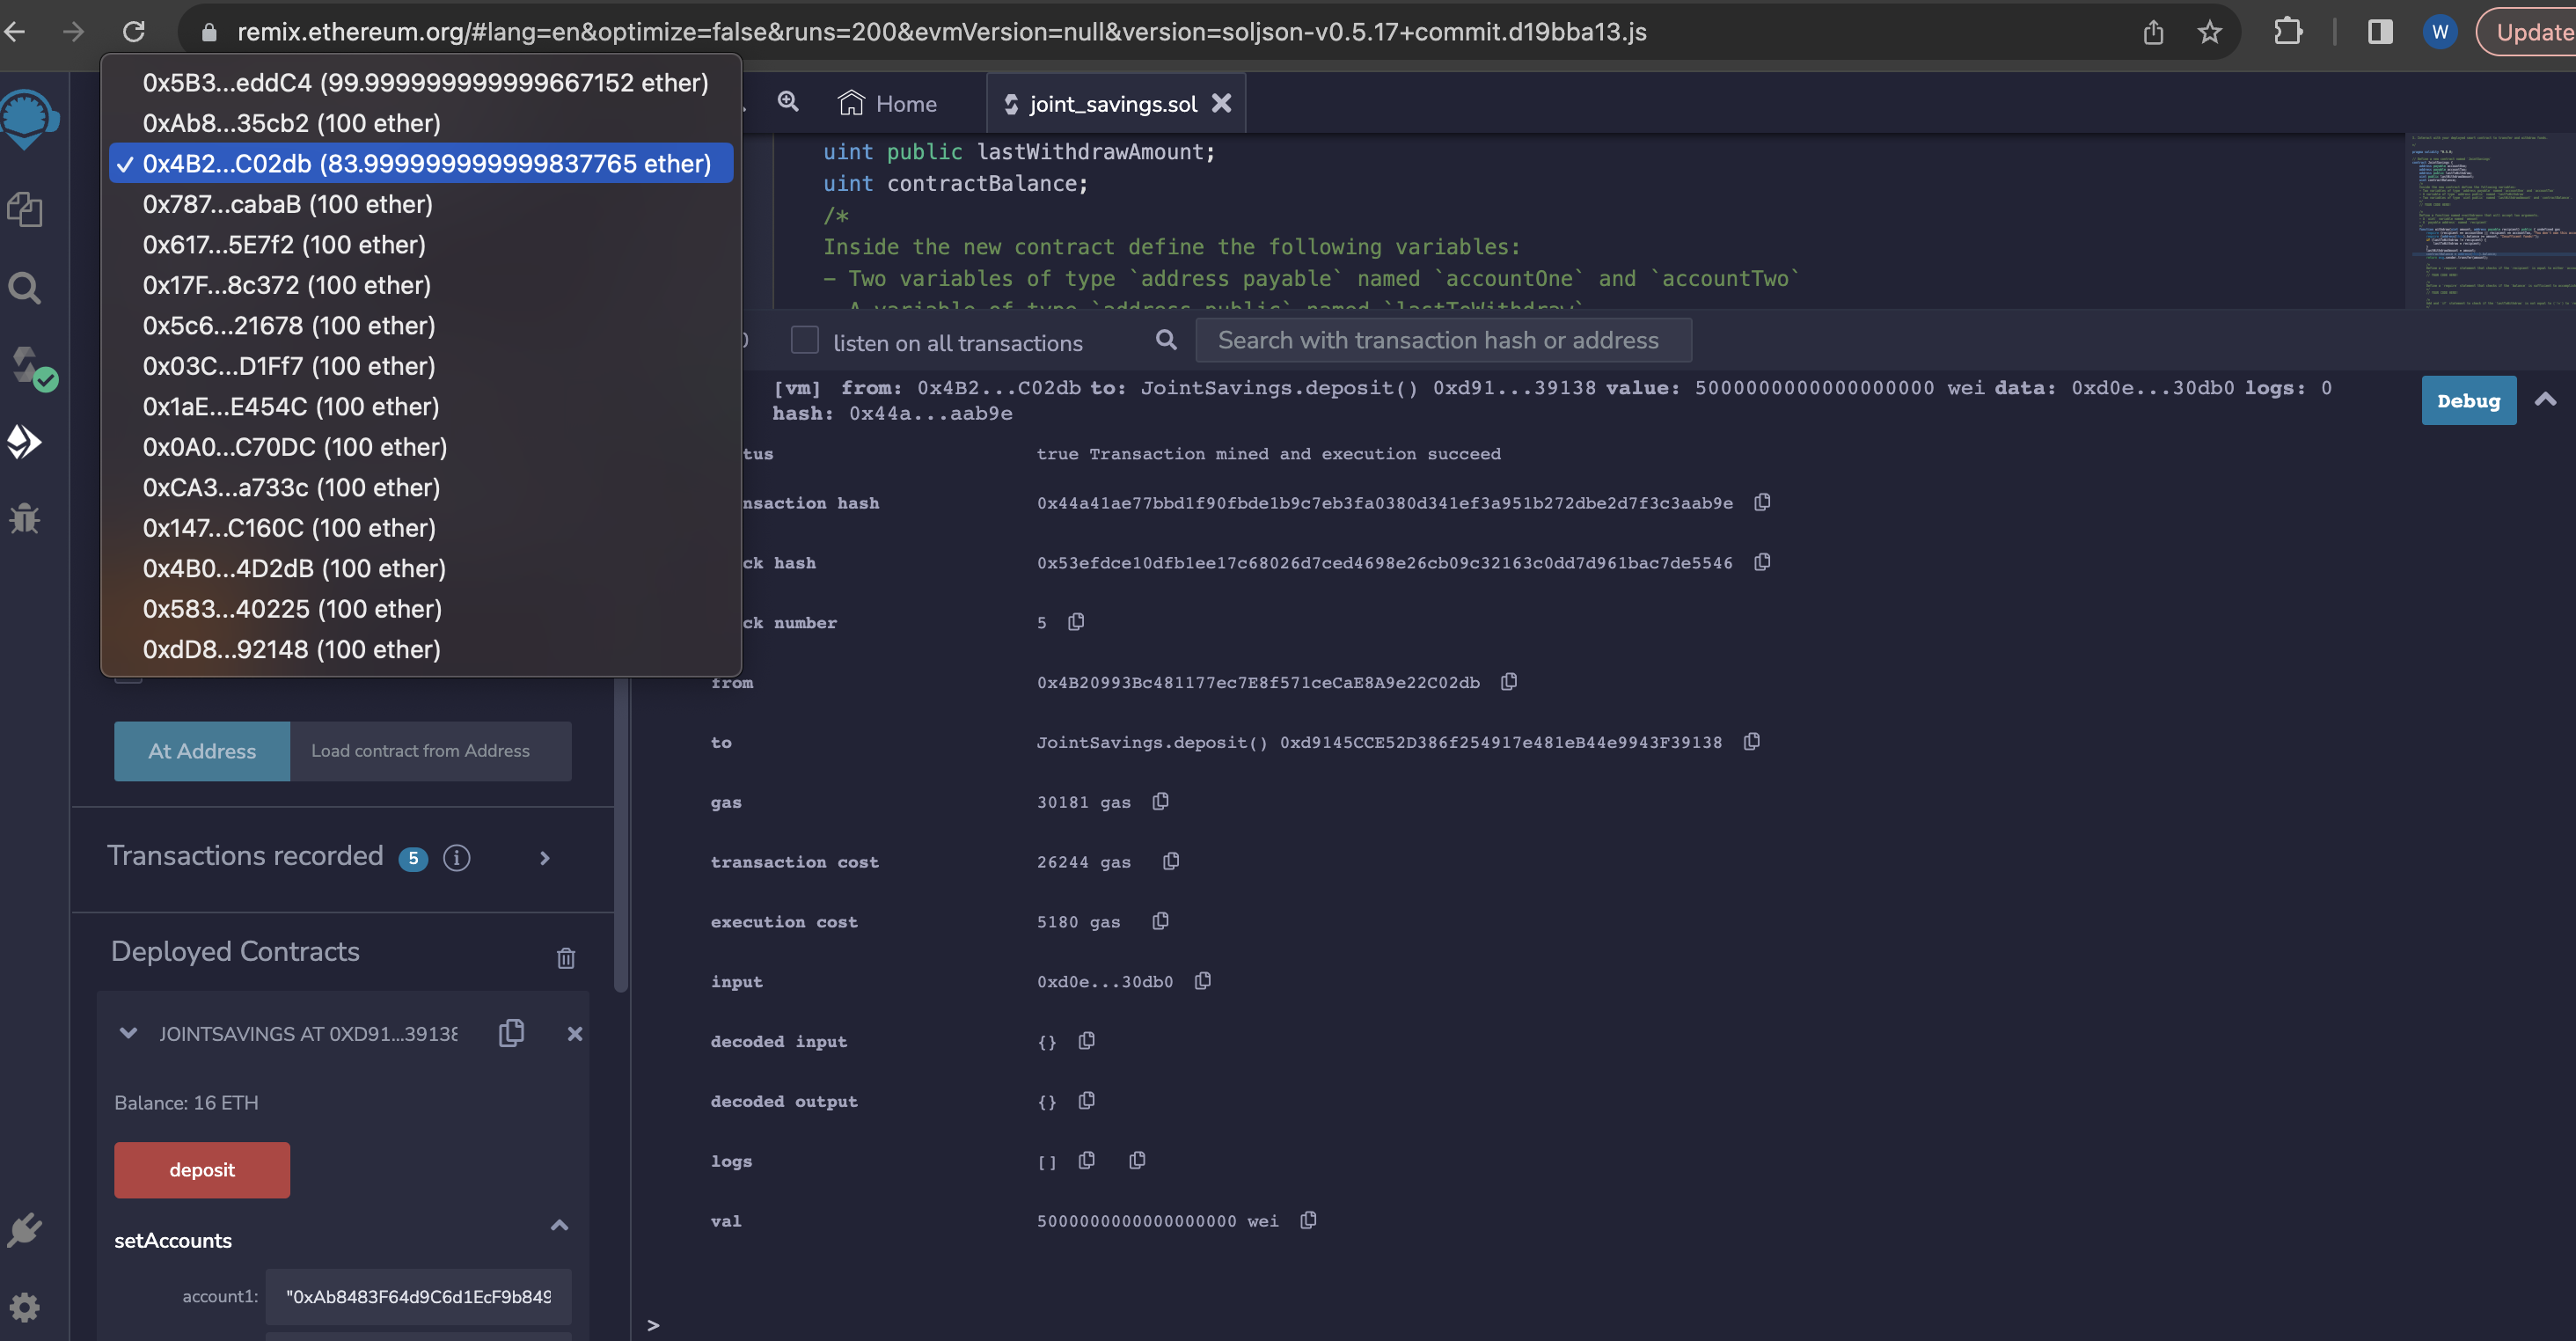 remix.ethereum.org/#lang=en&optimize=false&runs=200&evmVersion=null&version=soljson-v0.5.17+commit.d19bba13.js
W
Update
0x5B3...eddC4 (99.999999999999667152 ether)
0xAb8...35cb2 (100 ether)
✓ 0x4B2...C02db (83.999999999999837765 ether)
0x787...cabaB (100 ether)
0x617...5E7f2 (100 ether)
0x17F...8c372 (100 ether)
0x5c6...21678 (100 ether)
0x03C...D1Ff7 (100 ether)
0x1aE...E454C (100 ether)
0x0A0...C70DC (100 ether)
0xCA3...a733c (100 ether)
0x147...C160C (100 ether)
0x4B0...4D2dB (100 ether)
0x583...40225 (100 ether)
0xdD8...92148 (100 ether)
At Address
Load contract from Address
Transactions recorded 5 i
Deployed Contracts
JOINTSAVINGS AT 0XD91...39138
Balance: 16 ETH
deposit
setAccounts
account1: "0xAb8483F64d9C6d1EcF9b849
Home
joint_savings.sol
uint public lastWithdrawAmount;
uint contractBalance;
/*
Inside the new contract define the following variables:
- Two variables of type `address payable` named `accountOne` and `accountTwo`
- A variable of type `address public` named `lastToWithdraw`
listen on all transactions
Search with transaction hash or address
[vm] from: 0x4B2...C02db to: JointSavings.deposit() 0xd91...39138 value: 5000000000000000000 wei data: 0xd0e...30db0 logs: 0
hash: 0x44a...aab9e
Debug
tus true Transaction mined and execution succeed
nsaction hash 0x44a41ae77bbd1f90fbde1b9c7eb3fa0380d341ef3a951b272dbe2d7f3c3aab9e
ck hash 0x53efdce10dfb1ee17c68026d7ced4698e26cb09c32163c0dd7d961bac7de5546
ck number 5
from 0x4B20993Bc481177ec7E8f571ceCaE8A9e22C02db
to JointSavings.deposit() 0xd9145CCE52D386f254917e481eB44e9943F39138
gas 30181 gas
transaction cost 26244 gas
execution cost 5180 gas
input 0xd0e...30db0
decoded input {}
decoded output {}
logs []
val 5000000000000000000 wei
>